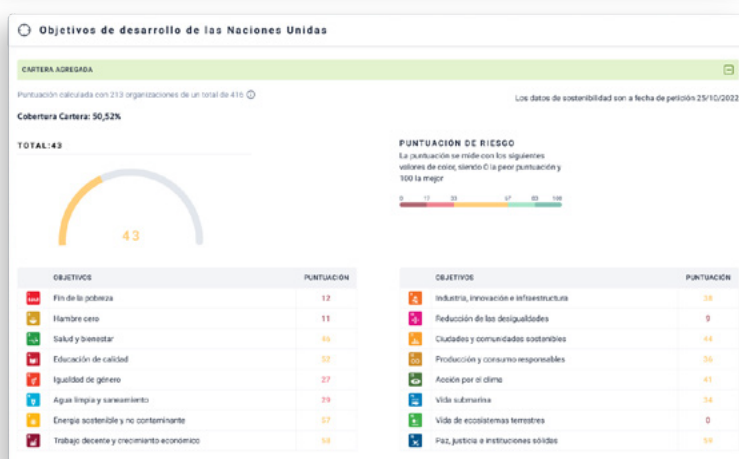 Objetivos de desarrollo de las Naciones Unidas
CARTERA AGREGADA
Puntuación calculada con 213 organizaciones de un total de 416
Los datos de sostenibilidad son a fecha de petición 25/10/2022
Cobertura Cartera: 50,52%
TOTAL:43
43
PUNTUACIÓN DE RIESGO
La puntuación se mide con los siguientes
valores de color, siendo 0 la peor puntuación y
100 la mejor
0 17 33 67 83 100
OBJETIVOS PUNTUACIÓN
Fin de la pobreza 12
Hambre cero 11
Salud y bienestar
Educación de calidad
Igualdad de género 27
Agua limpia y saneamiento 29
Energía sostenible y no contaminante 57
Trabajo decente y crecimiento económico
OBJETIVOS PUNTUACIÓN
Industria, innovación e infraestructura
Reducción de las desigualdades 9
Ciudades y comunidades sostenibles 44
Producción y consumo responsables
Acción por el clima 41
Vida submarina
Vida de ecosistemas terrestres 0
Paz, justicia e instituciones sólidas